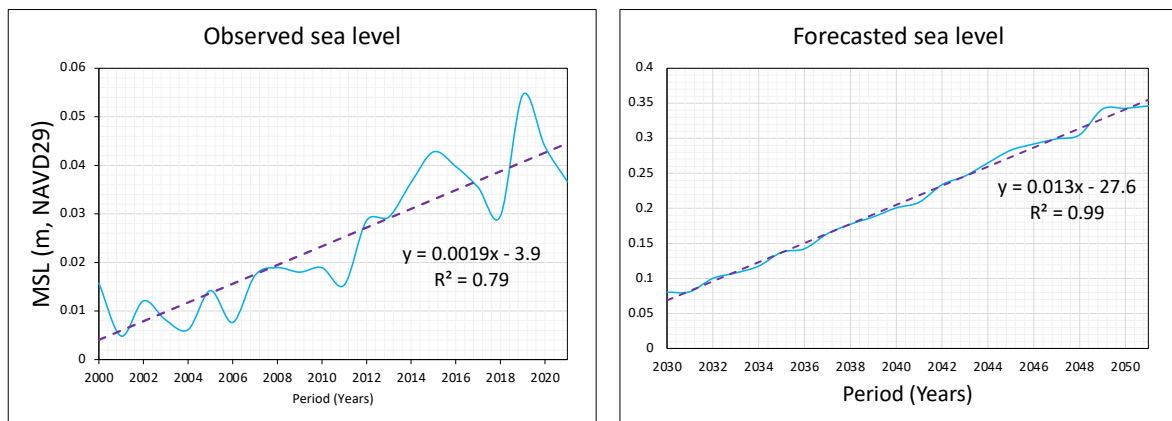 Observed sea level
MSL (m, NAVD29)
0.06
0.05
0.04
0.03
0.02
0.01
0
y = 0.0019x - 3.9
R² = 0.79
2000 2002 2004 2006 2008 2010 2012 2014 2016 2018 2020
Period (Years)
Forecasted sea level
0.4
0.35
0.3
0.25
0.2
0.15
0.1
0.05
0
y = 0.013x - 27.6
R² = 0.99
2030 2032 2034 2036 2038 2040 2042 2044 2046 2048 2050
Period (Years)